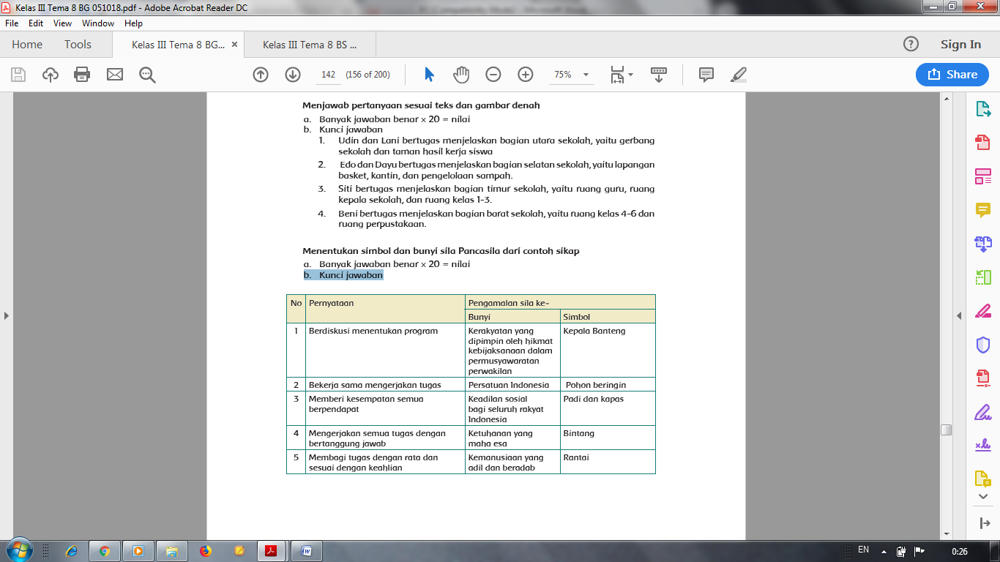 Kelas III Tema 8 BG 051018.pdf - Adobe Acrobat Reader DC
File Edit View Window Help
Home Tools Kelas III Tema 8 BG... × Kelas III Tema 8 BS ... ? Sign In
142 (156 of 200) 75% Share
Menjawab pertanyaan sesuai teks dan gambar denah
a. Banyak jawaban benar × 20 = nilai
b. Kunci jawaban
1. Udin dan Lani bertugas menjelaskan bagian utara sekolah, yaitu gerbang
sekolah dan taman hasil kerja siswa
2. Edo dan Dayu bertugas menjelaskan bagian selatan sekolah, yaitu lapangan
basket, kantin, dan pengelolaan sampah.
3. Siti bertugas menjelaskan bagian timur sekolah, yaitu ruang guru, ruang
kepala sekolah, dan ruang kelas 1-3.
4. Beni bertugas menjelaskan bagian barat sekolah, yaitu ruang kelas 4-6 dan
ruang perpustakaan.
Menentukan simbol dan bunyi sila Pancasila dari contoh sikap
a. Banyak jawaban benar × 20 = nilai
b. Kunci jawaban
No Pernyataan Pengamalan sila ke-
Bunyi Simbol
1 Berdiskusi menentukan program Kerakyatan yang Kepala Banteng
dipimpin oleh hikmat
kebijaksanaan dalam
permusyawaratan
perwakilan
2 Bekerja sama mengerjakan tugas Persatuan Indonesia Pohon beringin
3 Memberi kesempatan semua Keadilan sosial Padi dan kapas
berpendapat bagi seluruh rakyat
Indonesia
4 Mengerjakan semua tugas dengan Ketuhanan yang Bintang
bertanggung jawab maha esa
5 Membagi tugas dengan rata dan Kemanusiaan yang Rantai
sesuai dengan keahlian adil dan beradab
EN 0:26